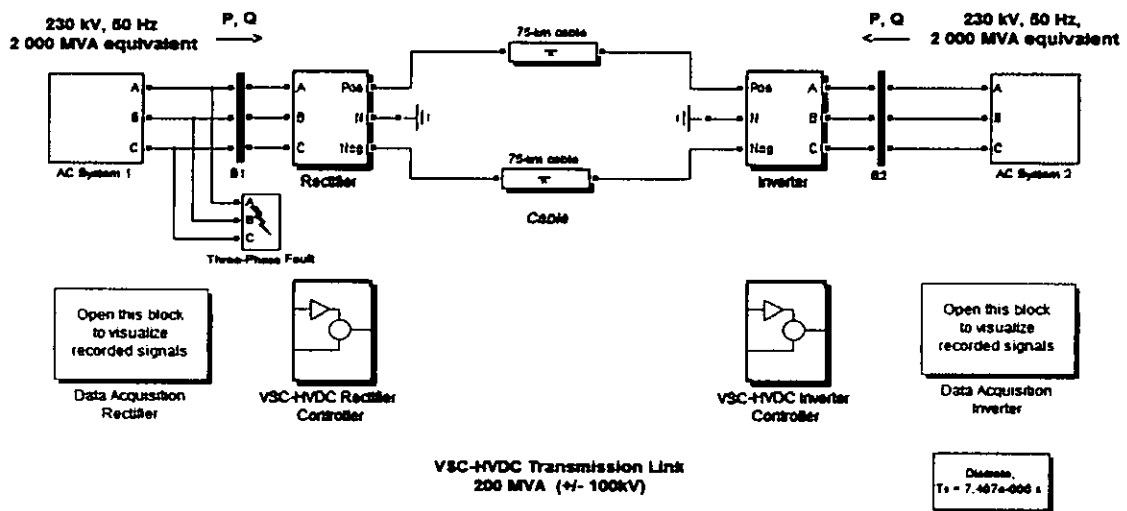 230 kV, 50 Hz
2 000 MVA equivalent
P, Q
75-km cable
P, Q
230 kV, 50 Hz,
2 000 MVA equivalent
A
B
C
AC System 1
B1
A
B
C
Pos
N
Neg
Rectifier
75-km cable
Cable
Pos
N
Neg
A
B
C
Inverter
B2
A
B
C
AC System 2
A
B
C
Three-Phase Fault
Open this block
to visualize
recorded signals
Data Acquisition
Rectifier
VSC-HVDC Rectifier
Controller
VSC-HVDC Inverter
Controller
Open this block
to visualize
recorded signals
Data Acquisition
Inverter
VSC-HVDC Transmission Link
200 MVA (+/- 100kV)
Discrete,
Ts = 7.407e-006 s